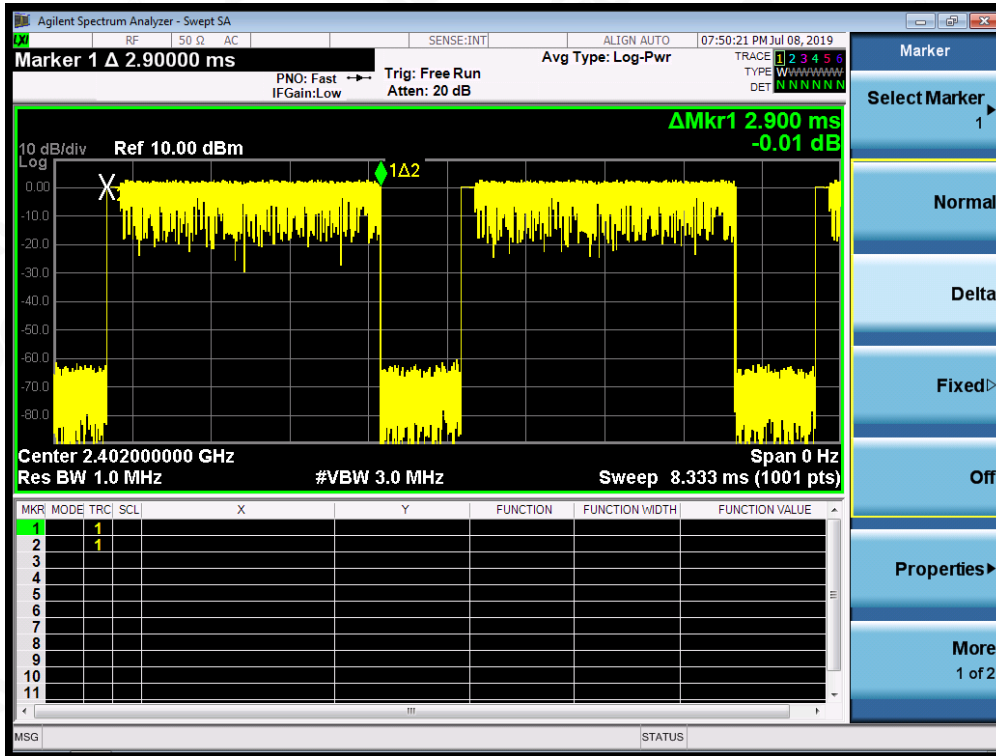 Agilent Spectrum Analyzer - Swept SA
LXI RF 50 Ω AC SENSE:INT ALIGN AUTO 07:50:21 PM Jul 08, 2019
Marker 1 Δ 2.90000 ms
PNO: Fast
IFGain:Low
Trig: Free Run
Atten: 20 dB
Avg Type: Log-Pwr
TRACE 1 2 3 4 5 6
TYPE WWWWWWW
DET N N N N N N
ΔMkr1 2.900 ms
-0.01 dB
10 dB/div Ref 10.00 dBm
Log
1Δ2
0.00
-10.0
-20.0
-30.0
-40.0
-50.0
-60.0
-70.0
-80.0
Center 2.402000000 GHz Span 0 Hz
Res BW 1.0 MHz #VBW 3.0 MHz Sweep 8.333 ms (1001 pts)
MKR MODE TRC SCL X Y FUNCTION FUNCTION WIDTH FUNCTION VALUE
1 1
2 1
3
4
5
6
7
8
9
10
11
MSG STATUS
Marker
Select Marker
1
Normal
Delta
Fixed
Off
Properties
More
1 of 2